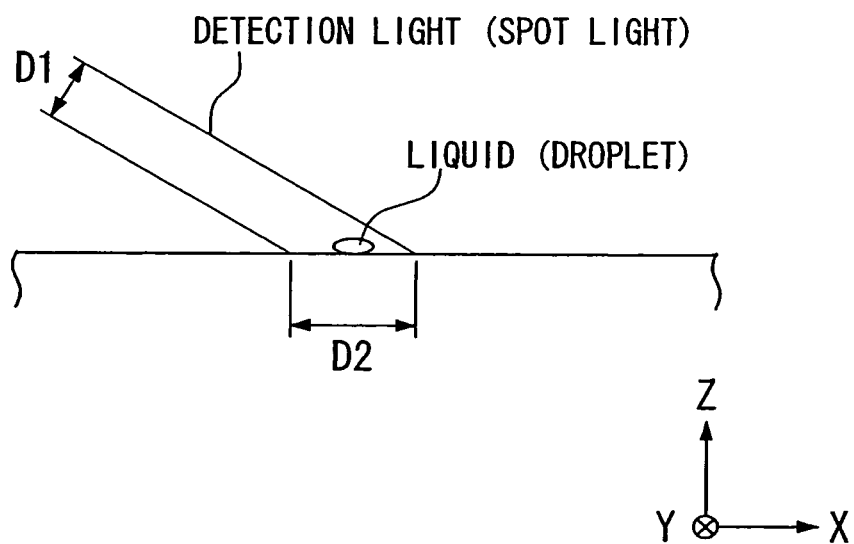 DETECTION LIGHT (SPOT LIGHT)
D1
LIQUID (DROPLET)
D2
Z
Y
X